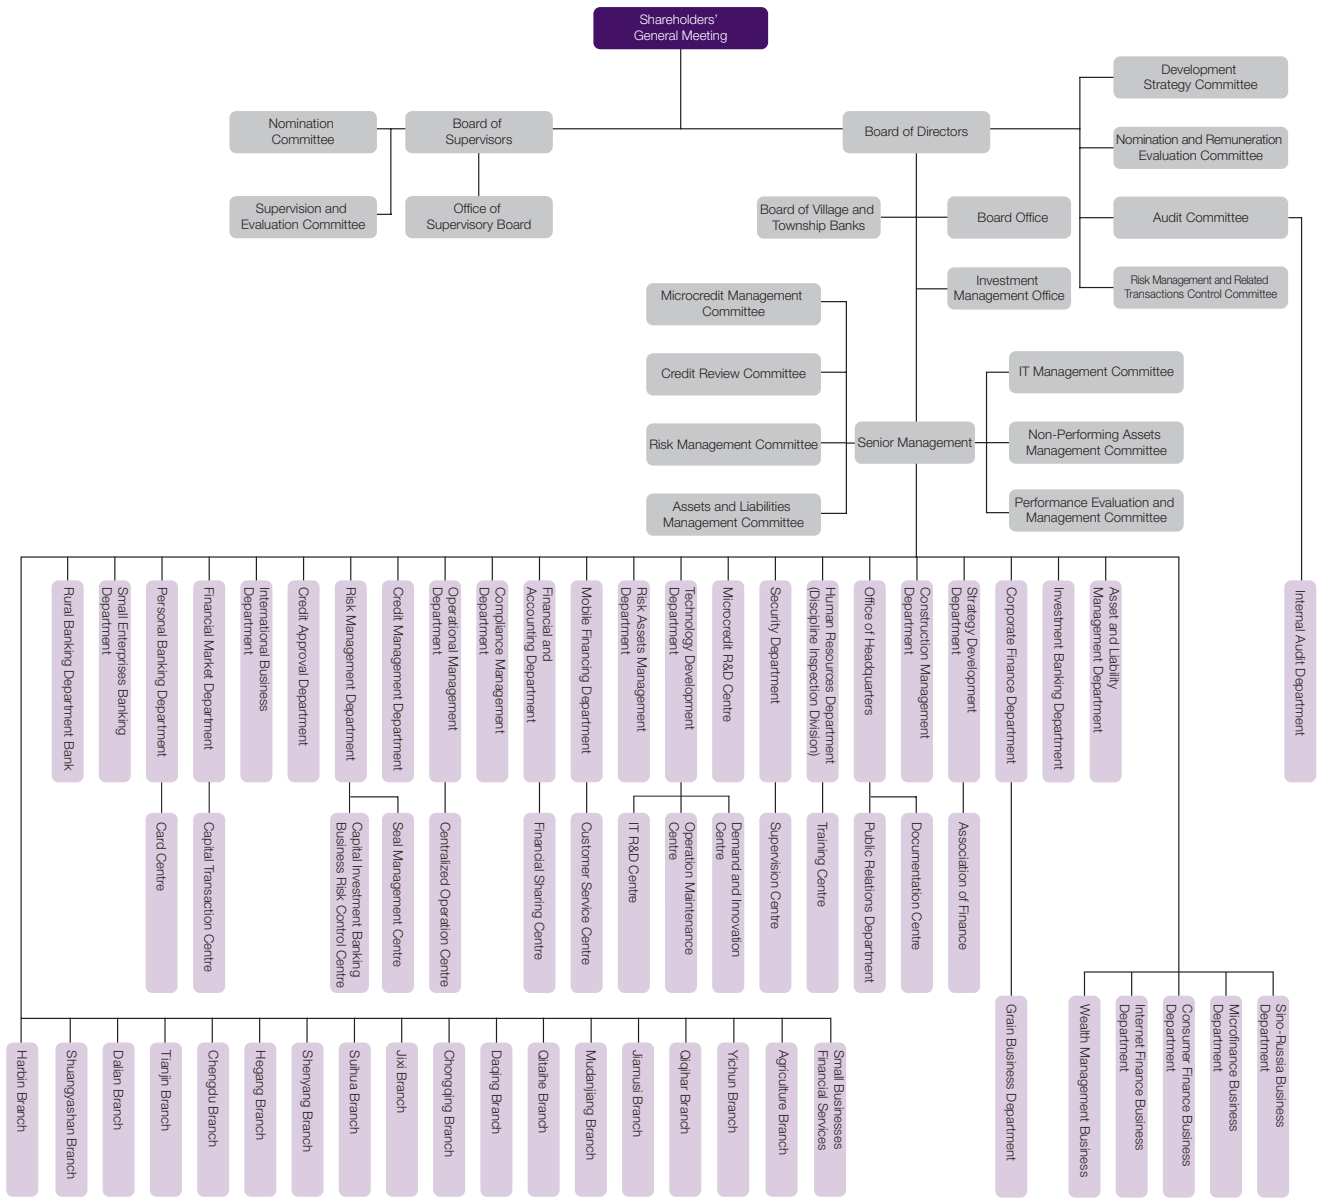 Shareholders'
General Meeting
Development
Strategy Committee
Nomination
Committee
Board of
Supervisors
Board of Directors
Nomination and Remuneration
Evaluation Committee
Supervision and
Evaluation Committee
Office of
Supervisory Board
Board of Village and
Township Banks
Board Office
Audit Committee
Investment
Management Office
Risk Management and Related
Transactions Control Committee
Microcredit Management
Committee
Credit Review Committee
IT Management Committee
Risk Management Committee
Senior Management
Non-Performing Assets
Management Committee
Assets and Liabilities
Management Committee
Performance Evaluation and
Management Committee
Rural Banking Department Bank
Small Enterprises Banking
Department
Personal Banking Department
Financial Market Department
International Business
Department
Credit Approval Department
Risk Management Department
Credit Management Department
Operational Management
Department
Compliance Management
Department
Financial and
Accounting Department
Mobile Financing Department
Risk Assets Management
Department
Technology Development
Department
Microcredit R&D Centre
Security Department
Human Resources Department
(Discipline Inspection Division)
Office of Headquarters
Construction Management
Department
Strategy Development
Department
Corporate Finance Department
Investment Banking Department
Asset and Liability
Management Department
Internal Audit Department
Card Centre
Capital Transaction Centre
Capital Investment Banking
Business Risk Control Centre
Seal Management Centre
Centralized Operation Centre
Financial Sharing Centre
Customer Service Centre
IT R&D Centre
Operation Maintenance
Centre
Demand and Innovation
Centre
Supervision Centre
Training Centre
Public Relations Department
Documentation Centre
Association of Finance
Grain Business Department
Wealth Management Business
Internet Finance Business
Department
Consumer Finance Business
Department
Microfinance Business
Department
Sino-Russia Business
Department
Harbin Branch
Shuangyashan Branch
Dalian Branch
Tianjin Branch
Chengdu Branch
Hegang Branch
Shenyang Branch
Suihua Branch
Jixi Branch
Chongqing Branch
Daqing Branch
Qitaihe Branch
Mudanjiang Branch
Jiamusi Branch
Qiqihar Branch
Yichun Branch
Agriculture Branch
Small Businesses
Financial Services